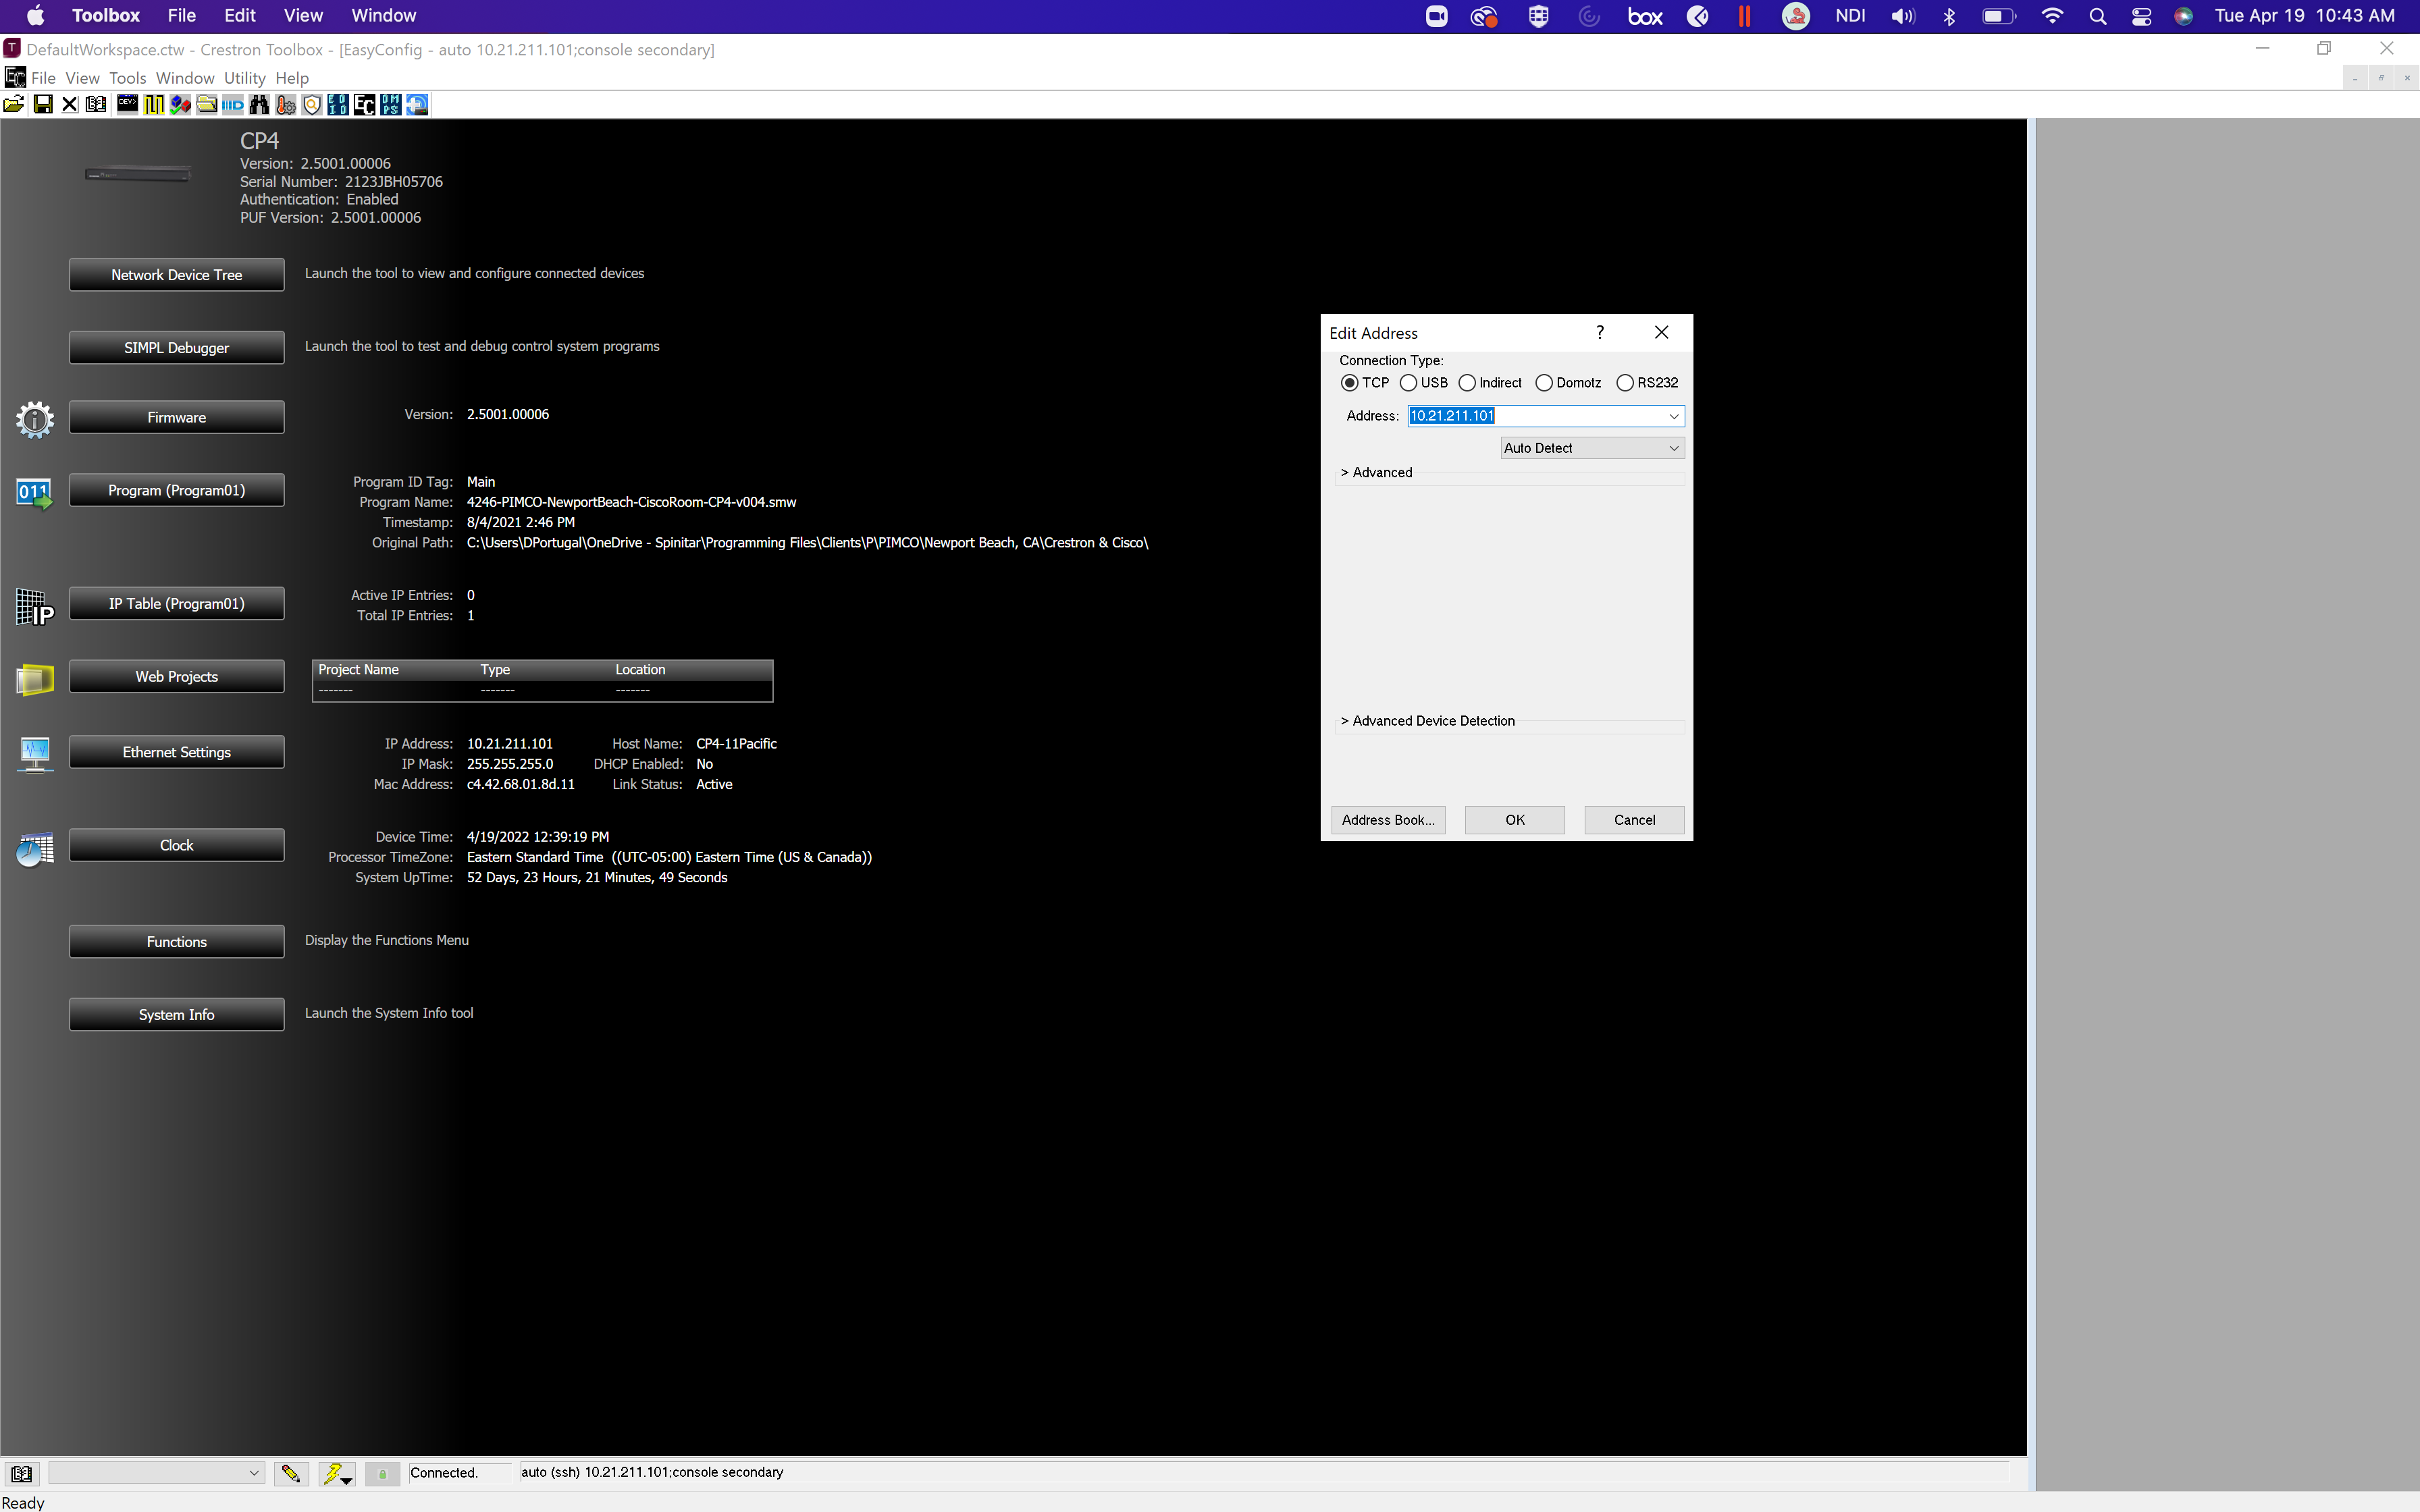 Toolbox File Edit View Window box NDI Tue Apr 19 10:43 AM
DefaultWorkspace.ctw - Crestron Toolbox - [EasyConfig - auto 10.21.211.101;console secondary]
File View Tools Window Utility Help
CP4
Version: 2.5001.00006
Serial Number: 2123JBH05706
Authentication: Enabled
PUF Version: 2.5001.00006
Network Device Tree Launch the tool to view and configure connected devices
SIMPL Debugger Launch the tool to test and debug control system programs
Firmware Version: 2.5001.00006
Program (Program01)
Program ID Tag: Main
Program Name: 4246-PIMCO-NewportBeach-CiscoRoom-CP4-v004.smw
Timestamp: 8/4/2021 2:46 PM
Original Path: C:\Users\DPortugal\OneDrive - Spinitar\Programming Files\Clients\P\PIMCO\Newport Beach, CA\Crestron & Cisco\
IP Table (Program01)
Active IP Entries: 0
Total IP Entries: 1
Web Projects
Project Name Type Location
------- ------- -------
Ethernet Settings
IP Address: 10.21.211.101 Host Name: CP4-11Pacific
IP Mask: 255.255.255.0 DHCP Enabled: No
Mac Address: c4.42.68.01.8d.11 Link Status: Active
Clock
Device Time: 4/19/2022 12:39:19 PM
Processor TimeZone: Eastern Standard Time ((UTC-05:00) Eastern Time (US & Canada))
System UpTime: 52 Days, 23 Hours, 21 Minutes, 49 Seconds
Functions Display the Functions Menu
System Info Launch the System Info tool
Edit Address
Connection Type:
TCP USB Indirect Domotz RS232
Address: 10.21.211.101
Auto Detect
> Advanced
> Advanced Device Detection
Address Book... OK Cancel
Connected. auto (ssh) 10.21.211.101;console secondary
Ready